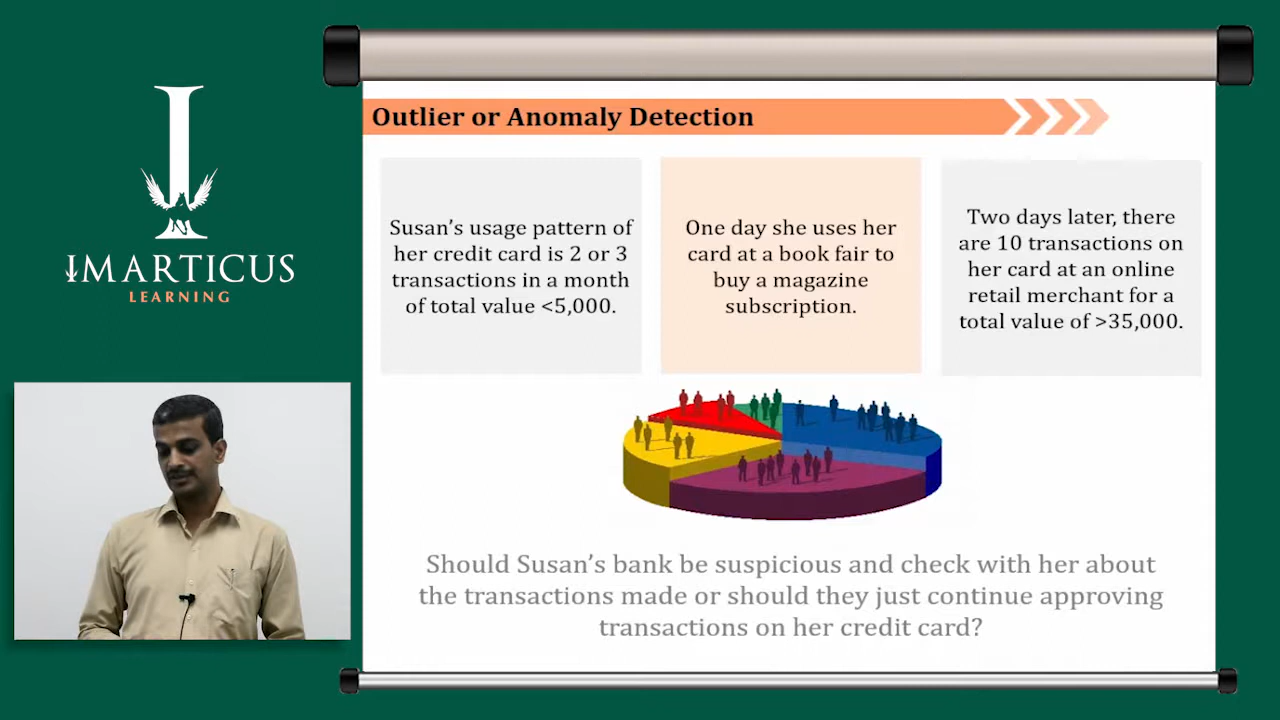 IMARTICUS
LEARNING
Outlier or Anomaly Detection
Susan's usage pattern of
her credit card is 2 or 3
transactions in a month
of total value <5,000.
One day she uses her
card at a book fair to
buy a magazine
subscription.
Two days later, there
are 10 transactions on
her card at an online
retail merchant for a
total value of >35,000.
Should Susan's bank be suspicious and check with her about
the transactions made or should they just continue approving
transactions on her credit card?